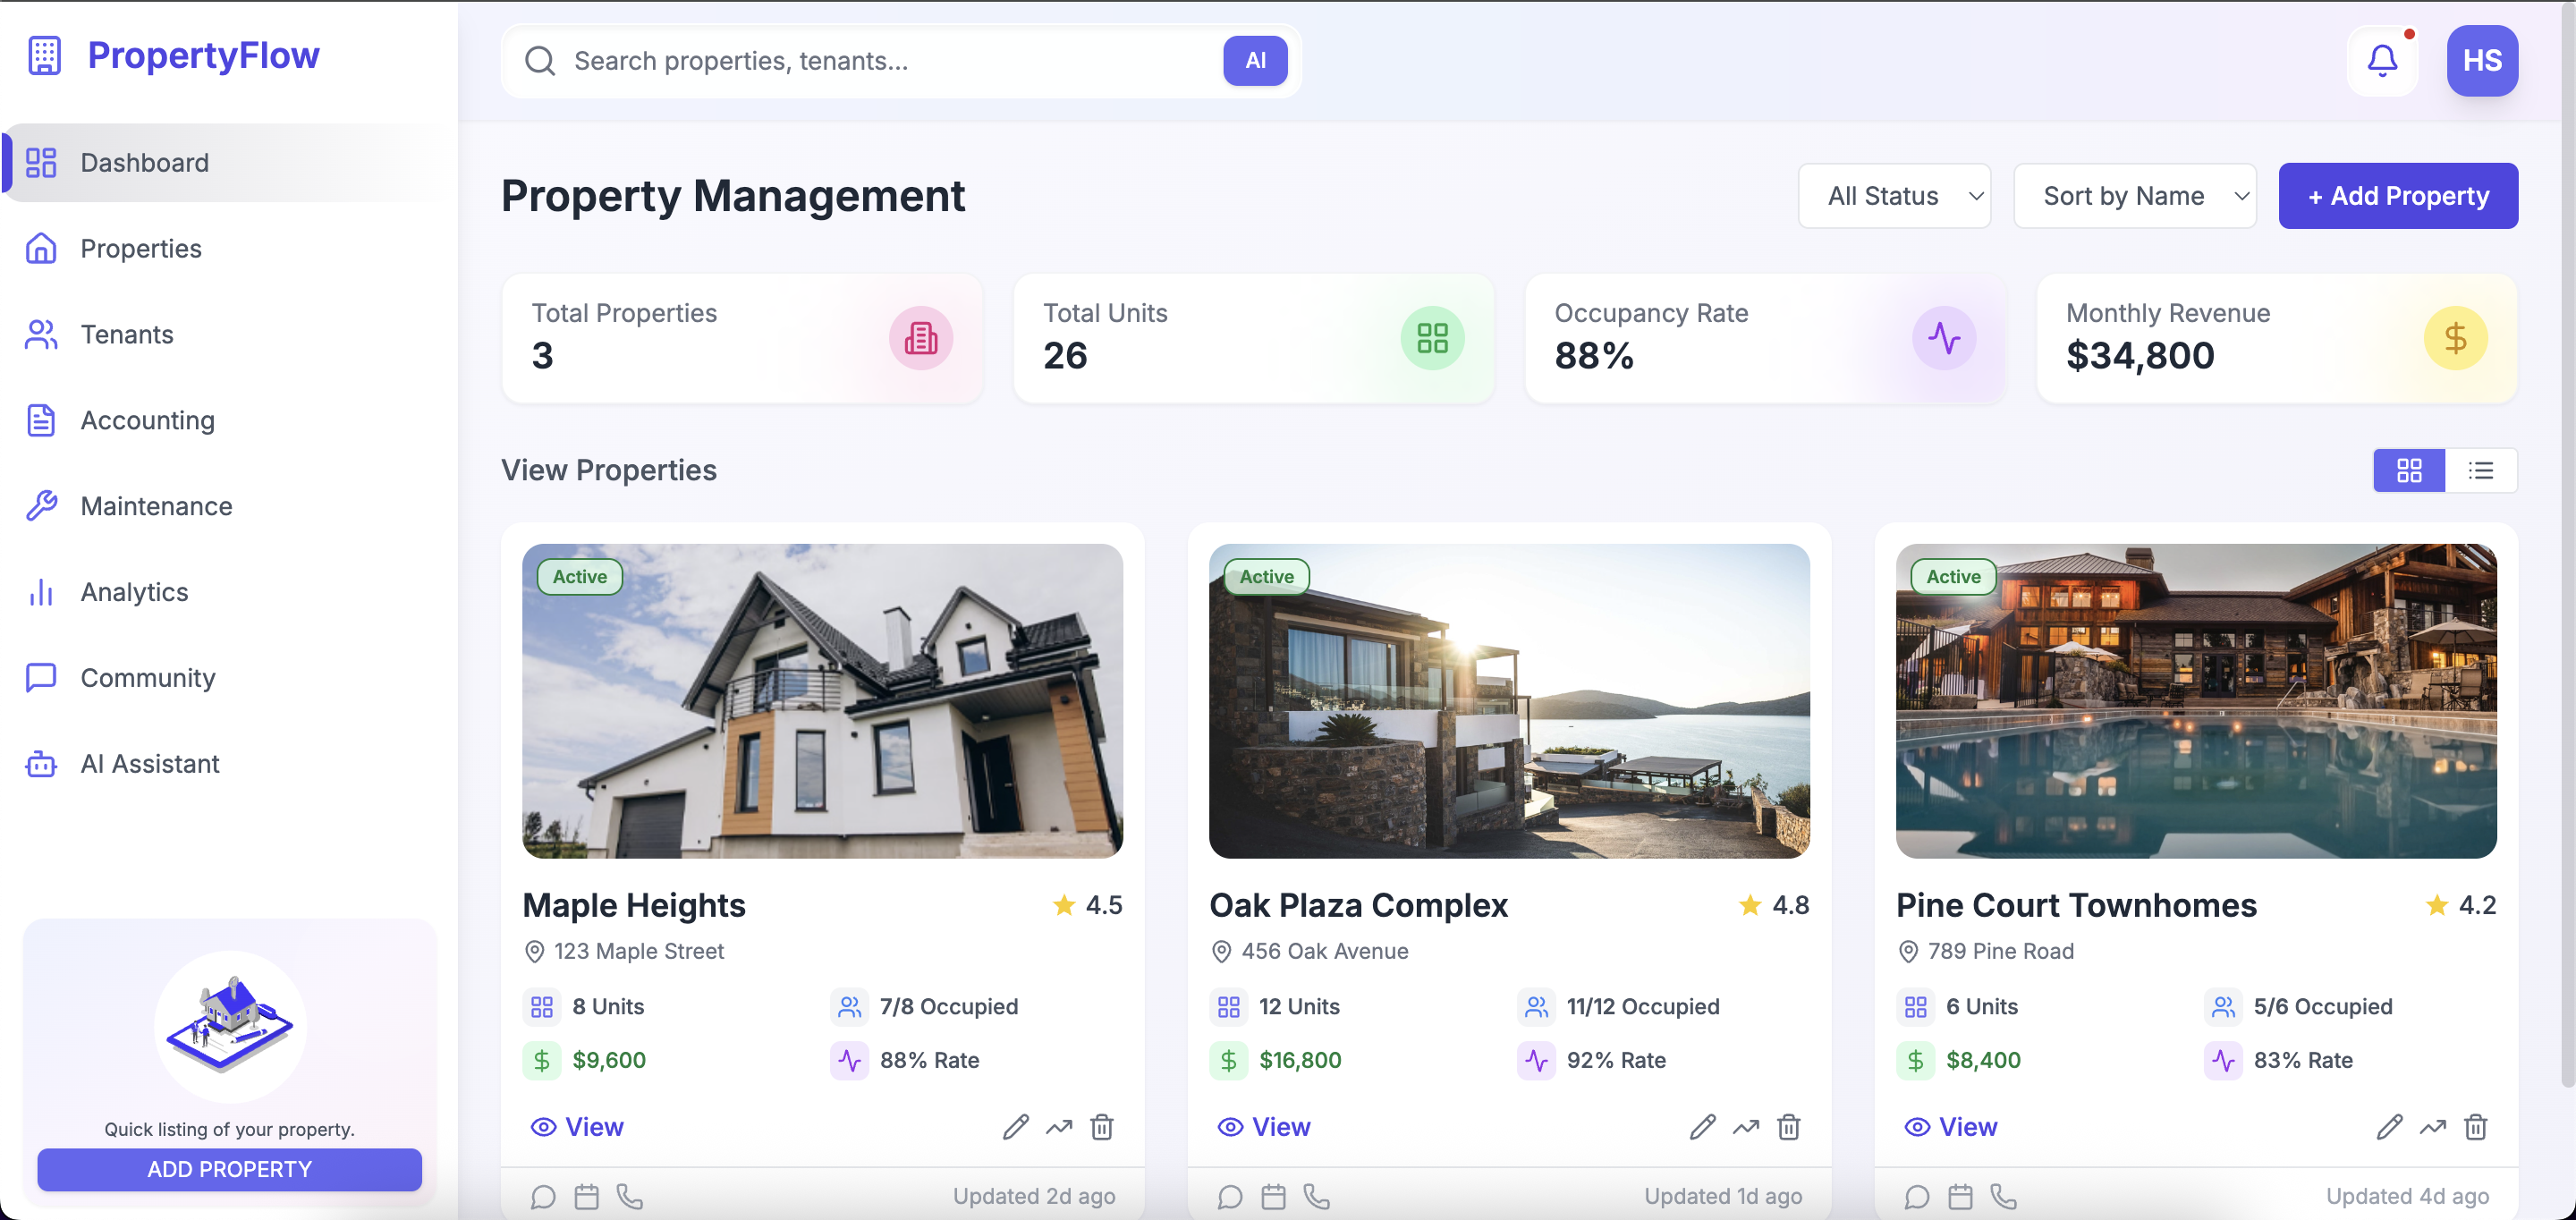 PropertyFlow
Search properties, tenants...
AI
HS
Dashboard
Properties
Tenants
Accounting
Maintenance
Analytics
Community
AI Assistant
Quick listing of your property.
ADD PROPERTY
Property Management
All Status
Sort by Name
+ Add Property
Total Properties
3
Total Units
26
Occupancy Rate
88%
Monthly Revenue
$34,800
View Properties
Active
Maple Heights
4.5
123 Maple Street
8 Units
7/8 Occupied
$9,600
88% Rate
View
Updated 2d ago
Active
Oak Plaza Complex
4.8
456 Oak Avenue
12 Units
11/12 Occupied
$16,800
92% Rate
View
Updated 1d ago
Active
Pine Court Townhomes
4.2
789 Pine Road
6 Units
5/6 Occupied
$8,400
83% Rate
View
Updated 4d ago